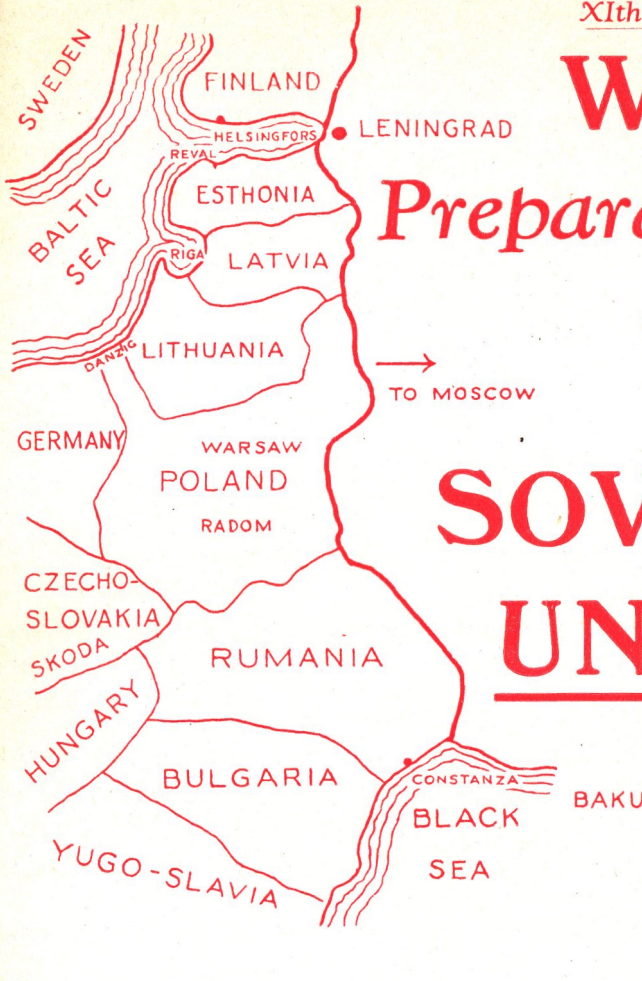 XIth
SWEDEN
FINLAND
HELSINGFORS
LENINGRAD
REVAL
Prepara
ESTHONIA
BALTIC
SEA
RIGA
LATVIA
DANZIG
LITHUANIA
TO MOSCOW
GERMANY
WARSAW
POLAND
RADOM
SOV
CZECHO-
SLOVAKIA
SKODA
UN
RUMANIA
HUNGARY
BULGARIA
CONSTANZA
BAKU
BLACK
SEA
YUGO-SLAVIA